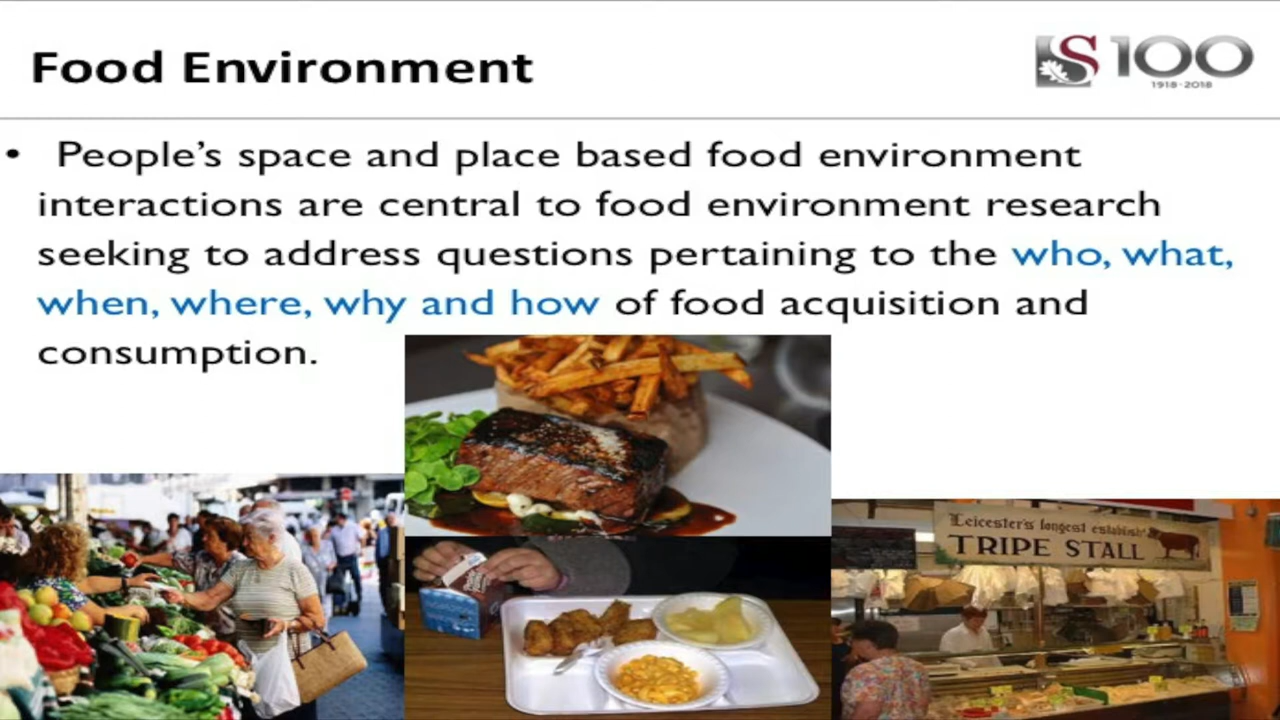 Food Environment
S100
1918-2018
• People’s space and place based food environment
interactions are central to food environment research
seeking to address questions pertaining to the who, what,
when, where, why and how of food acquisition and
consumption.
Leicester's longest establish
TRIPE STALL